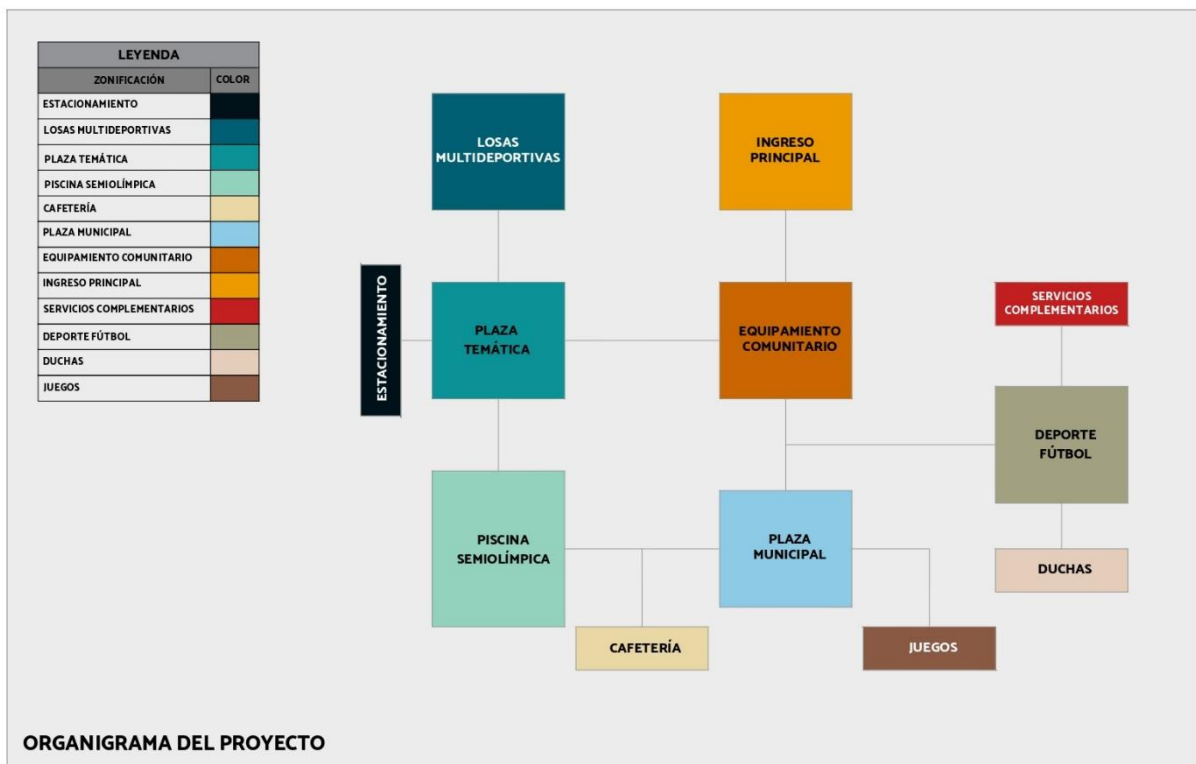 LEYENDA
ZONIFICACIÓN COLOR
ESTACIONAMIENTO
LOSAS MULTIDEPORTIVAS
PLAZA TEMÁTICA
PISCINA SEMIOLÍMPICA
CAFETERÍA
PLAZA MUNICIPAL
EQUIPAMIENTO COMUNITARIO
INGRESO PRINCIPAL
SERVICIOS COMPLEMENTARIOS
DEPORTE FÚTBOL
DUCHAS
JUEGOS
LOSAS
MULTIDEPORTIVAS
INGRESO
PRINCIPAL
ESTACIONAMIENTO
PLAZA
TEMÁTICA
EQUIPAMIENTO
COMUNITARIO
SERVICIOS
COMPLEMENTARIOS
DEPORTE
FÚTBOL
PISCINA
SEMIOLÍMPICA
PLAZA
MUNICIPAL
DUCHAS
CAFETERÍA
JUEGOS
ORGANIGRAMA DEL PROYECTO